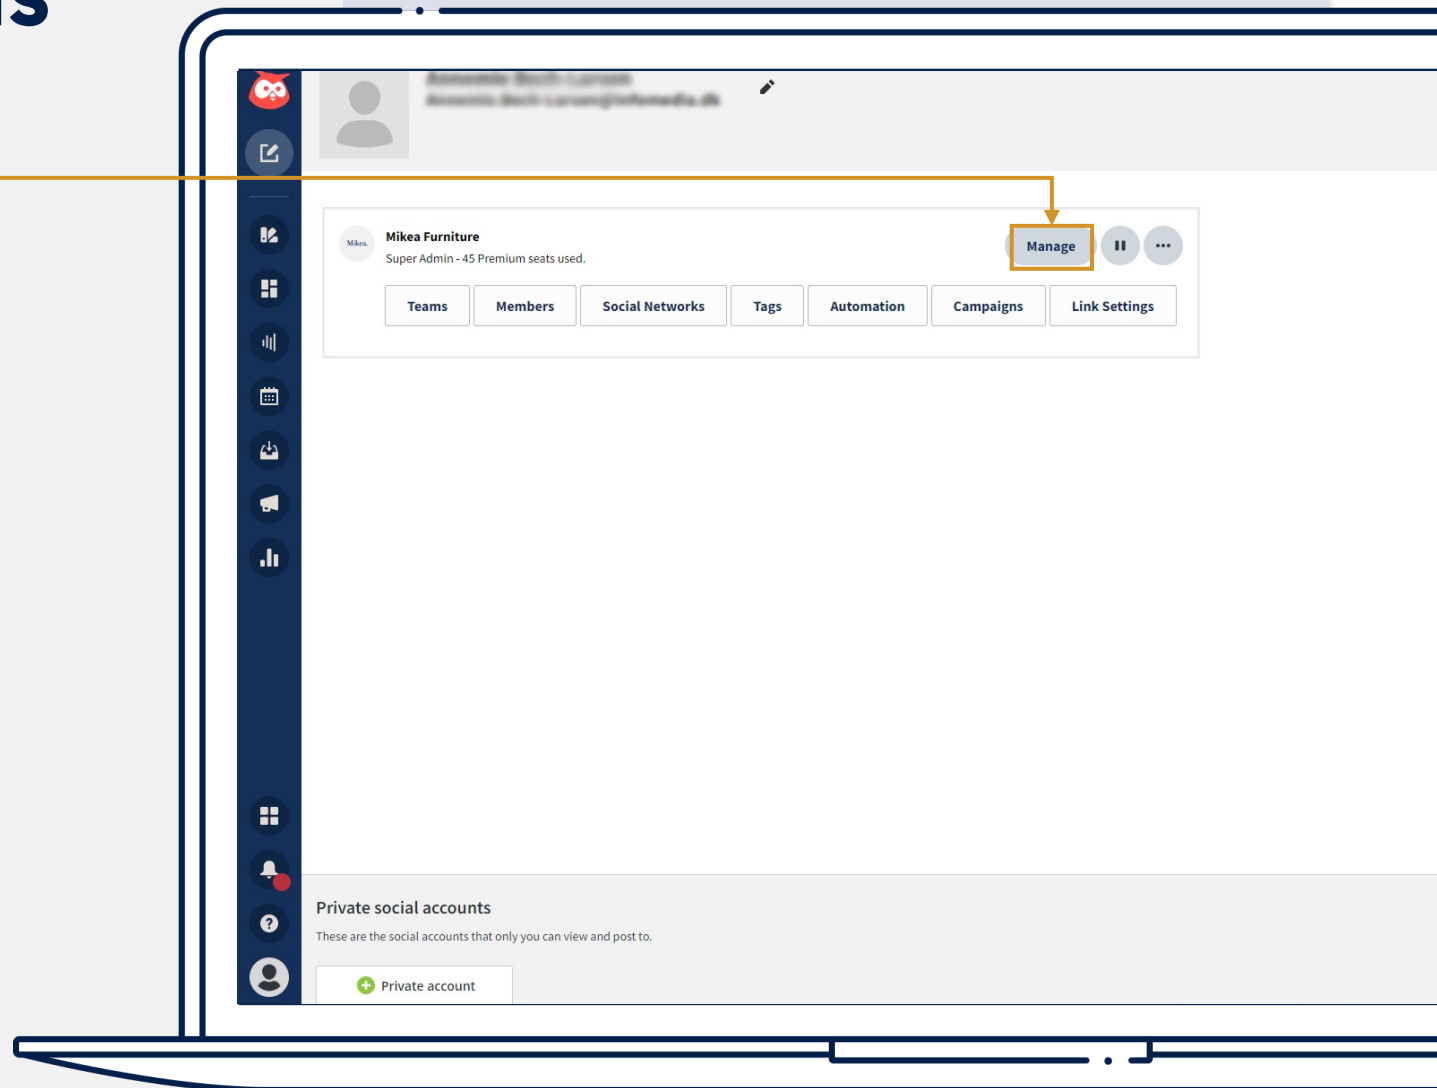 Mikea.
Mikea Furniture
Super Admin - 45 Premium seats used.
Manage
Teams
Members
Social Networks
Tags
Automation
Campaigns
Link Settings
Private social accounts
These are the social accounts that only you can view and post to.
Private account